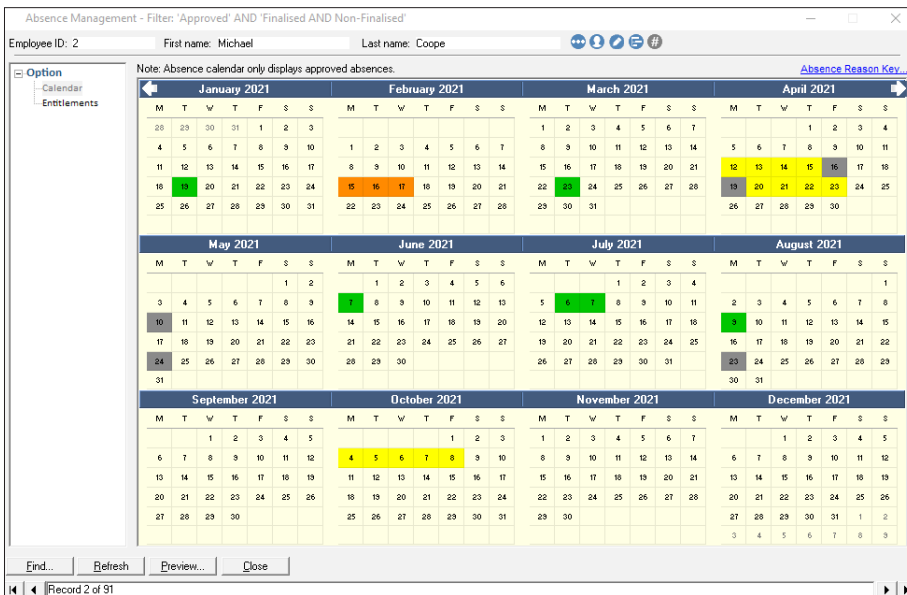 Absence Management - Filter: 'Approved' AND 'Finalised AND Non-Finalised'
Employee ID: 2 First name: Michael Last name: Coope #
Option
Calendar
Entitlements
Note: Absence calendar only displays approved absences. Absence Reason Key...
January 2021 February 2021 March 2021 April 2021
M T W T F S S M T W T F S S M T W T F S S M T W T F S S
28 29 30 31 1 2 3 1 2 3 4 5 6 7 1 2 3 4
4 5 6 7 8 9 10 1 2 3 4 5 6 7 8 9 10 11 12 13 14 5 6 7 8 9 10 11
11 12 13 14 15 16 17 8 9 10 11 12 13 14 15 16 17 18 19 20 21 12 13 14 15 16 17 18
18 19 20 21 22 23 24 15 16 17 18 19 20 21 22 23 24 25 26 27 28 19 20 21 22 23 24 25
25 26 27 28 29 30 31 22 23 24 25 26 27 28 29 30 31 26 27 28 29 30
May 2021 June 2021 July 2021 August 2021
M T W T F S S M T W T F S S M T W T F S S M T W T F S S
1 2 1 2 3 4 5 6 1 2 3 4 1
3 4 5 6 7 8 9 7 8 9 10 11 12 13 5 6 7 8 9 10 11 2 3 4 5 6 7 8
10 11 12 13 14 15 16 14 15 16 17 18 19 20 12 13 14 15 16 17 18 9 10 11 12 13 14 15
17 18 19 20 21 22 23 21 22 23 24 25 26 27 19 20 21 22 23 24 25 16 17 18 19 20 21 22
24 25 26 27 28 29 30 28 29 30 26 27 28 29 30 31 23 24 25 26 27 28 29
31 30 31
September 2021 October 2021 November 2021 December 2021
M T W T F S S M T W T F S S M T W T F S S M T W T F S S
1 2 3 4 5 1 2 3 1 2 3 4 5 6 7 1 2 3 4 5
6 7 8 9 10 11 12 4 5 6 7 8 9 10 8 9 10 11 12 13 14 6 7 8 9 10 11 12
13 14 15 16 17 18 19 11 12 13 14 15 16 17 15 16 17 18 19 20 21 13 14 15 16 17 18 19
20 21 22 23 24 25 26 18 19 20 21 22 23 24 22 23 24 25 26 27 28 20 21 22 23 24 25 26
27 28 29 30 25 26 27 28 29 30 31 29 30 27 28 29 30 31 1 2
3 4 5 6 7 8 9
Find... Refresh Preview... Close
Record 2 of 91